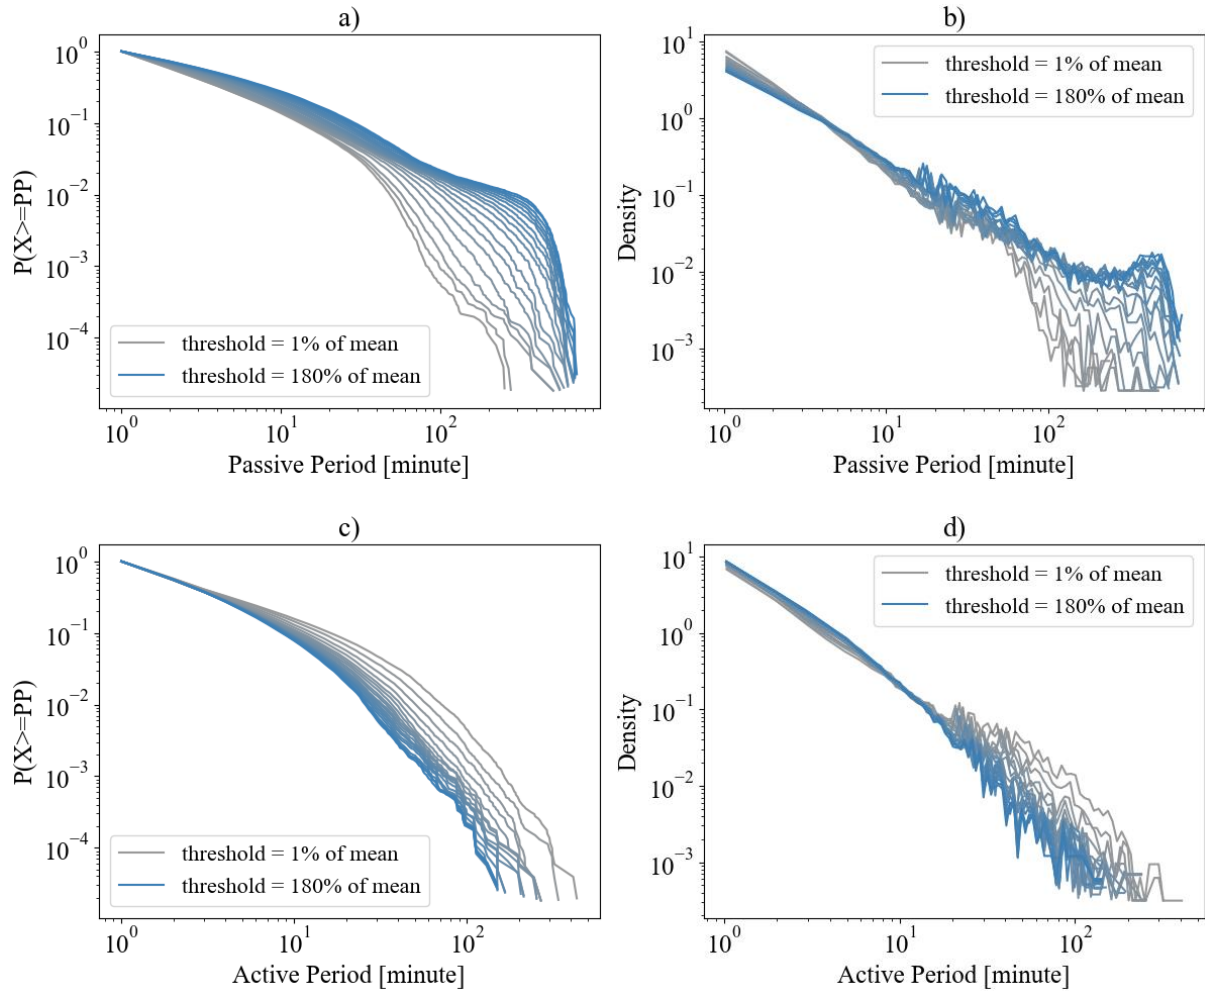 a)
P(X>=PP)
10^0
10^-1
10^-2
10^-3
10^-4
threshold = 1% of mean
threshold = 180% of mean
10^0
10^1
10^2
Passive Period [minute]
b)
Density
10^1
10^0
10^-1
10^-2
10^-3
threshold = 1% of mean
threshold = 180% of mean
10^0
10^1
10^2
Passive Period [minute]
c)
P(X>=PP)
10^0
10^-1
10^-2
10^-3
10^-4
threshold = 1% of mean
threshold = 180% of mean
10^0
10^1
10^2
Active Period [minute]
d)
Density
10^1
10^0
10^-1
10^-2
10^-3
threshold = 1% of mean
threshold = 180% of mean
10^0
10^1
10^2
Active Period [minute]